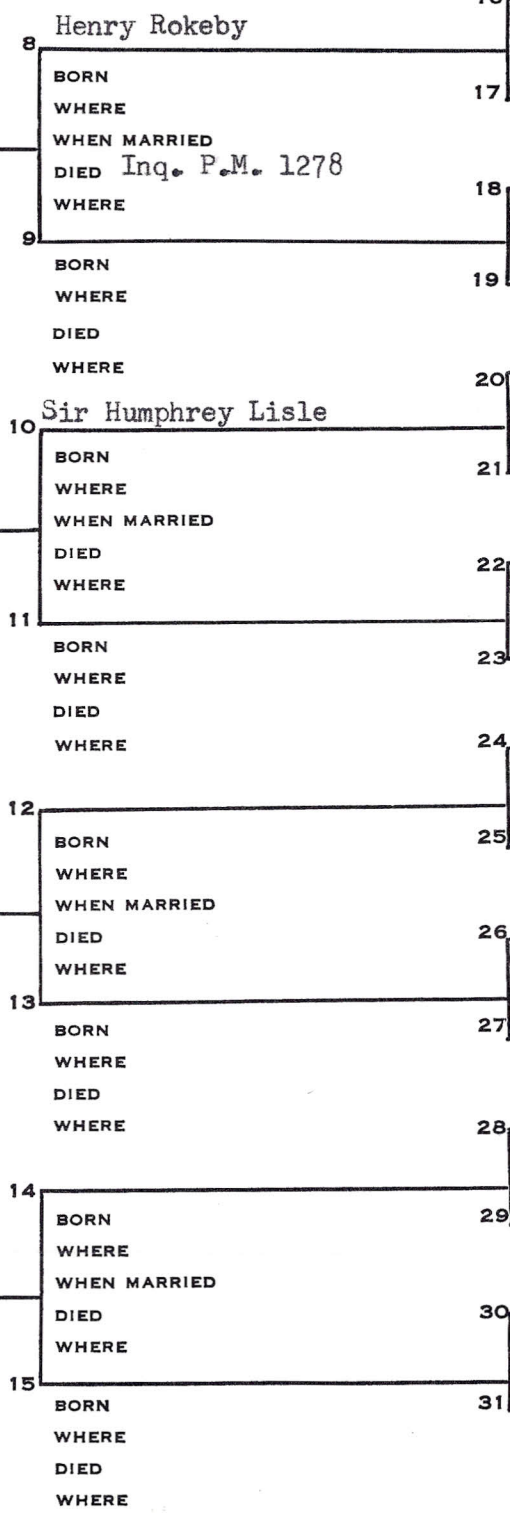 Henry Rokeby
8
BORN
WHERE
17
WHEN MARRIED
DIED Inq. P.M. 1278
WHERE
18
9
BORN
WHERE
19
DIED
WHERE
20
Sir Humphrey Lisle
10
BORN
21
WHERE
WHEN MARRIED
DIED
22
WHERE
11
BORN
23
WHERE
DIED
WHERE
24
12
BORN
25
WHERE
WHEN MARRIED
DIED
26
WHERE
13
BORN
27
WHERE
DIED
WHERE
28
14
BORN
29
WHERE
WHEN MARRIED
DIED
30
WHERE
15
BORN
31
WHERE
DIED
WHERE